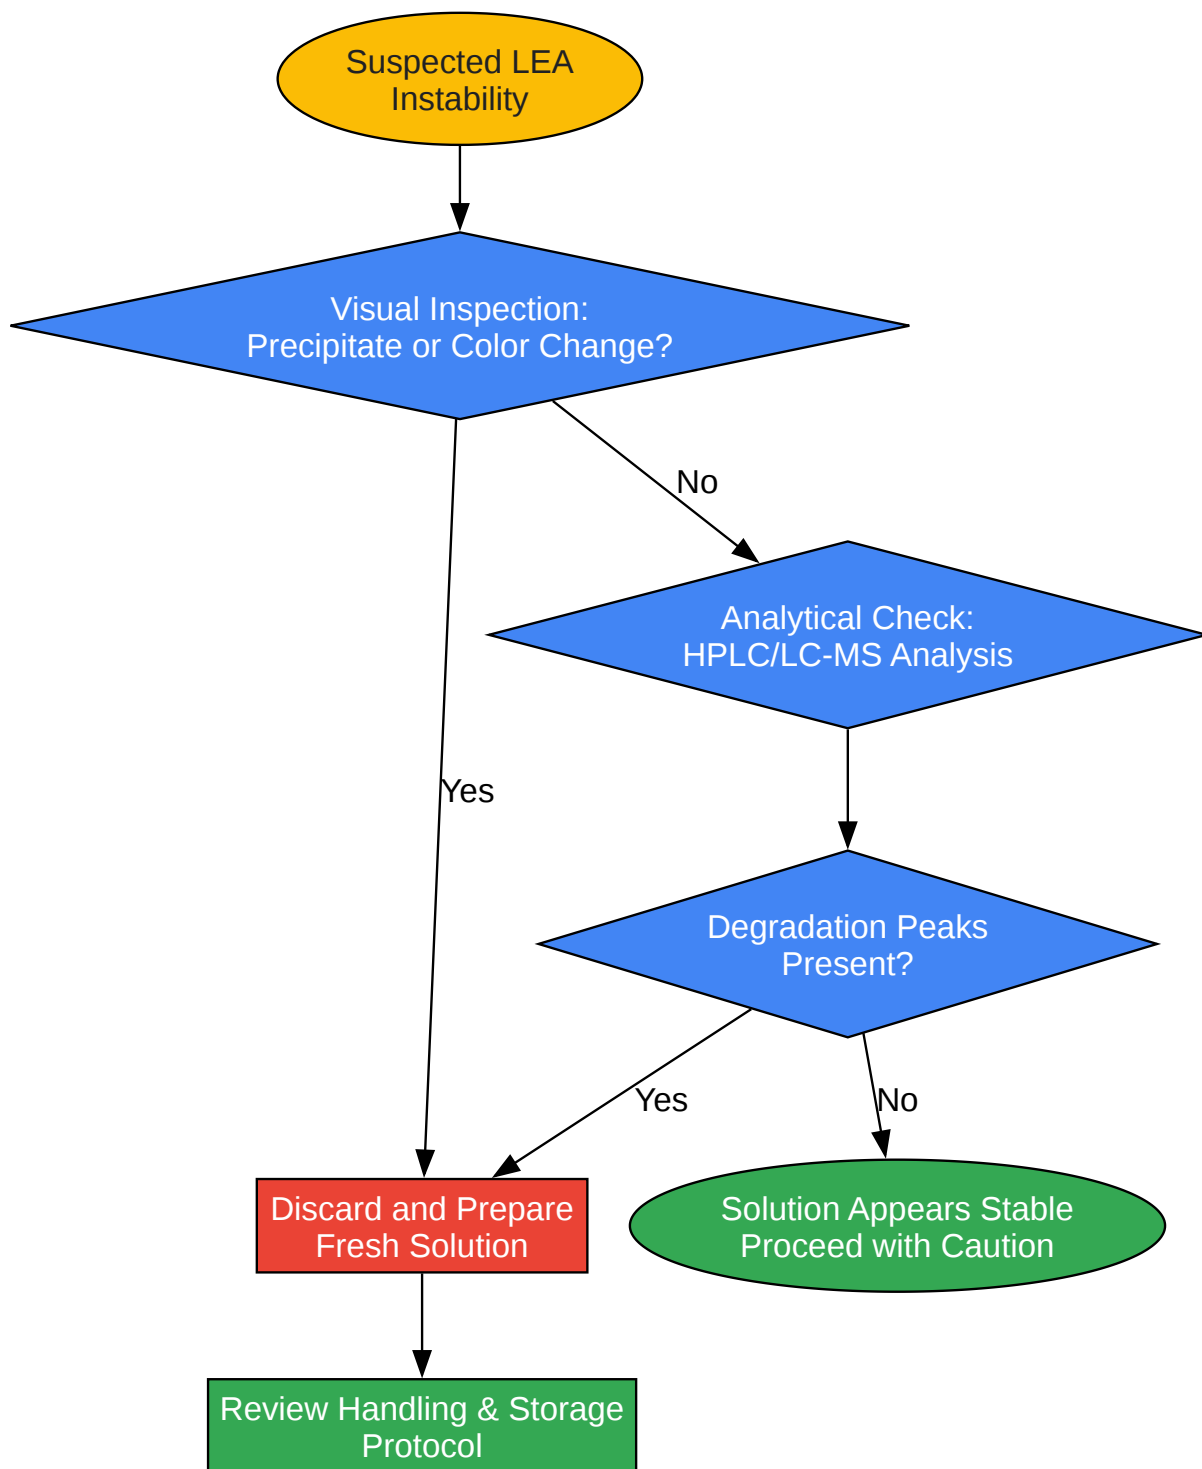 Suspected LEA
Instability
Visual Inspection:
Precipitate or Color Change?
No
Analytical Check:
HPLC/LC-MS Analysis
Yes
Degradation Peaks
Present?
Yes
No
Discard and Prepare
Fresh Solution
Solution Appears Stable
Proceed with Caution
Review Handling & Storage
Protocol